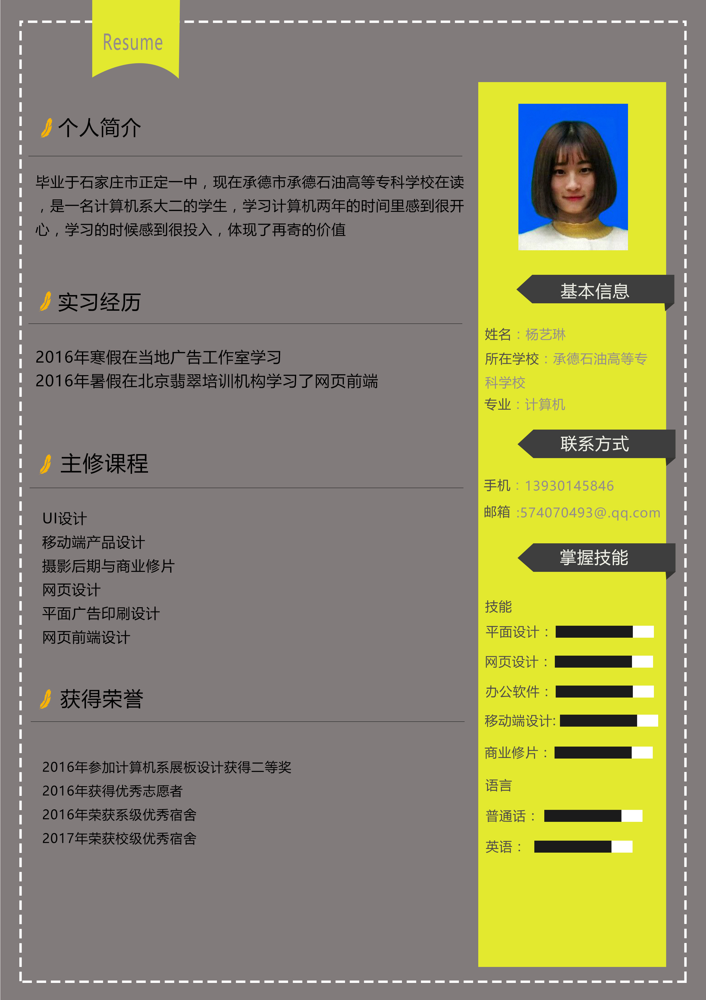 Resume
个人简介
毕业于石家庄市正定一中，现在承德市承德石油高等专科学校在读
，是一名计算机系大二的学生，学习计算机两年的时间里感到很开
心，学习的时候感到很投入，体现了再寄的价值
实习经历
2016年寒假在当地广告工作室学习
2016年暑假在北京翡翠培训机构学习了网页前端
主修课程
UI设计
移动端产品设计
摄影后期与商业修片
网页设计
平面广告印刷设计
网页前端设计
获得荣誉
2016年参加计算机系展板设计获得二等奖
2016年获得优秀志愿者
2016年荣获系级优秀宿舍
2017年荣获校级优秀宿舍
基本信息
姓名：杨艺琳
所在学校：承德石油高等专
科学校
专业：计算机
联系方式
手机：13930145846
邮箱 :574070493@.qq.com
掌握技能
技能
平面设计：
网页设计：
办公软件：
移动端设计:
商业修片：
语言
普通话：
英语：